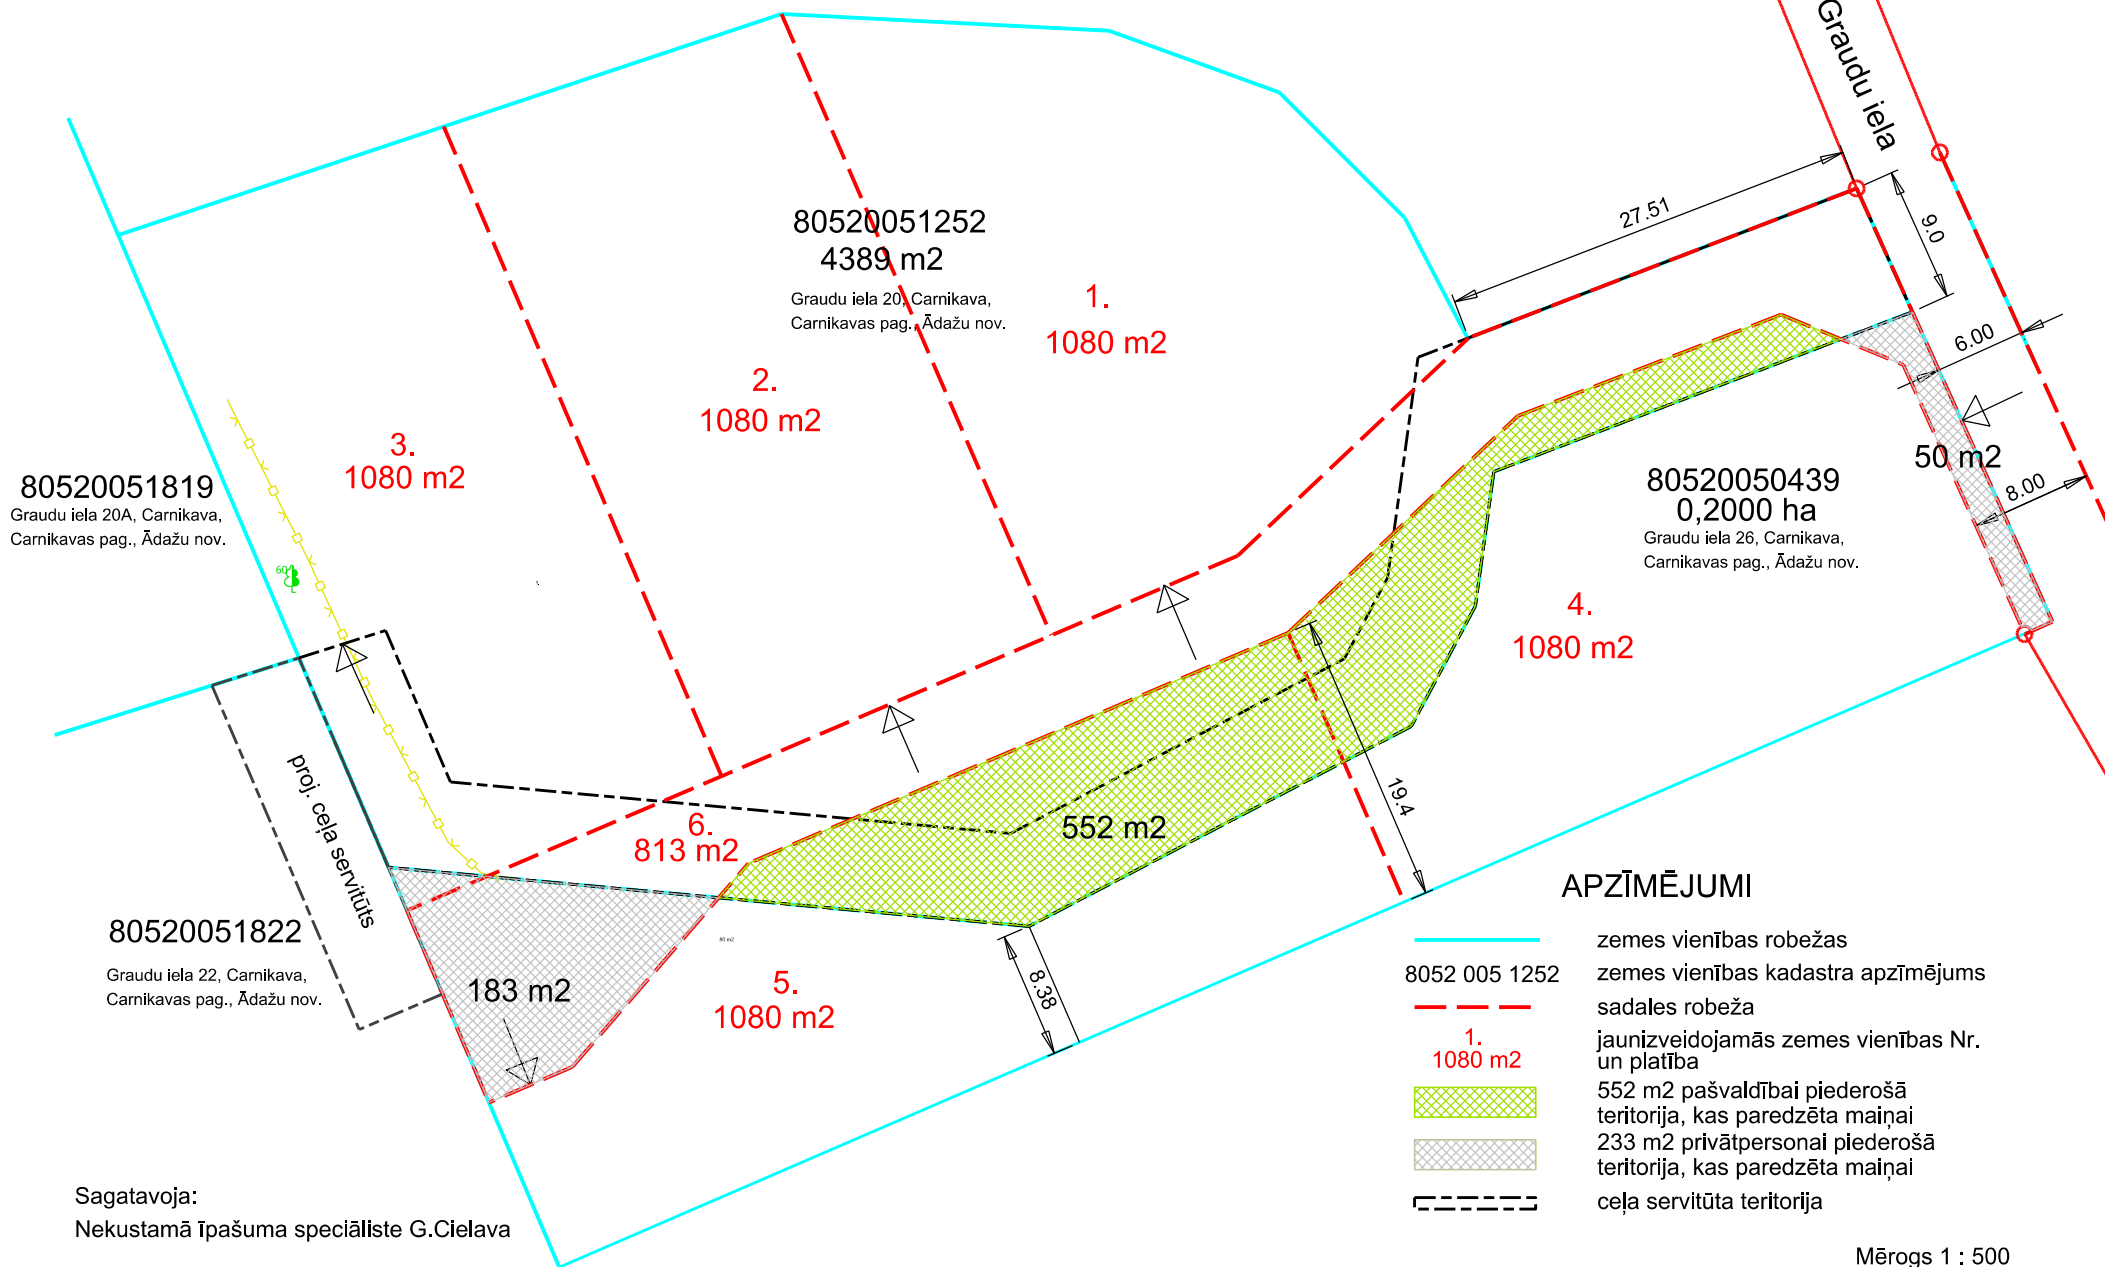 Graudu iela
27.51
9.0
6.00
8.00
50 m2
80520051252
4389 m2
Graudu iela 20, Carnikava,
Carnikavas pag., Ādažu nov.
1.
1080 m2
2.
1080 m2
3.
1080 m2
80520051819
Graudu iela 20A, Carnikava,
Carnikavas pag., Ādažu nov.
60
80520050439
0,2000 ha
Graudu iela 26, Carnikava,
Carnikavas pag., Ādažu nov.
4.
1080 m2
19.4
proj. ceļa servitūts
6.
813 m2
552 m2
80520051822
Graudu iela 22, Carnikava,
Carnikavas pag., Ādažu nov.
183 m2
80 m2
5.
1080 m2
8.38
APZĪMĒJUMI
zemes vienības robežas
8052 005 1252 zemes vienības kadastra apzīmējums
sadales robeža
1.
1080 m2
jaunizveidojamās zemes vienības Nr.
un platība
552 m2 pašvaldībai piederošā
teritorija, kas paredzēta maiņai
233 m2 privātpersonai piederošā
teritorija, kas paredzēta maiņai
ceļa servitūta teritorija
Sagatavoja:
Nekustamā īpašuma speciāliste G.Cielava
Mērogs 1 : 500